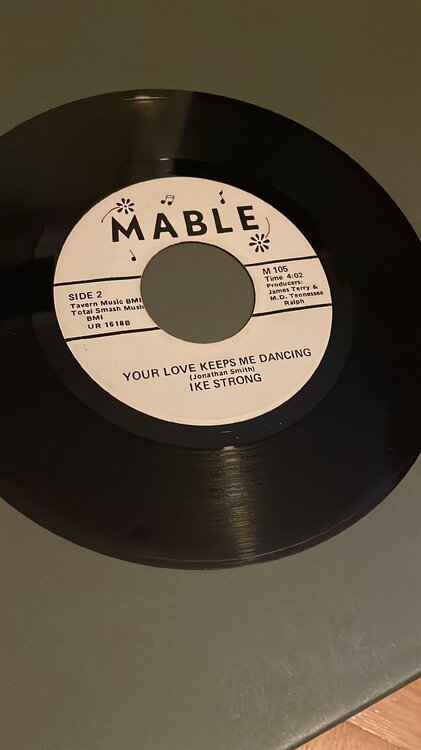 MABLE
SIDE 2
Tavern Music BMI
Total Smash Music
BMI
UR 1618B
M 105
Time 4:02
Producers:
James Terry &
M.D. Tennessee
Ralph
YOUR LOVE KEEPS ME DANCING
(Jonathan Smith)
IKE STRONG